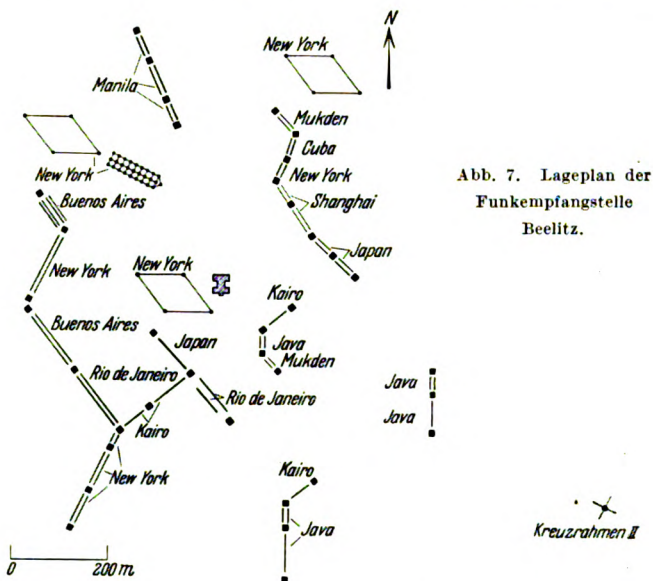 N
New York
Manila
Mukden
Cuba
New York
New York
Shanghai
Buenos Aires
Japan
Abb. 7. Lageplan der
Funkempfangstelle
Beelitz.
New York
New York
Kairo
Buenos Aires
Japan
Java
Mukden
Rio de Janeiro
Rio de Janeiro
Java
Java
Kairo
New York
Kairo
Java
Kreuzrahmen II
0 200 m